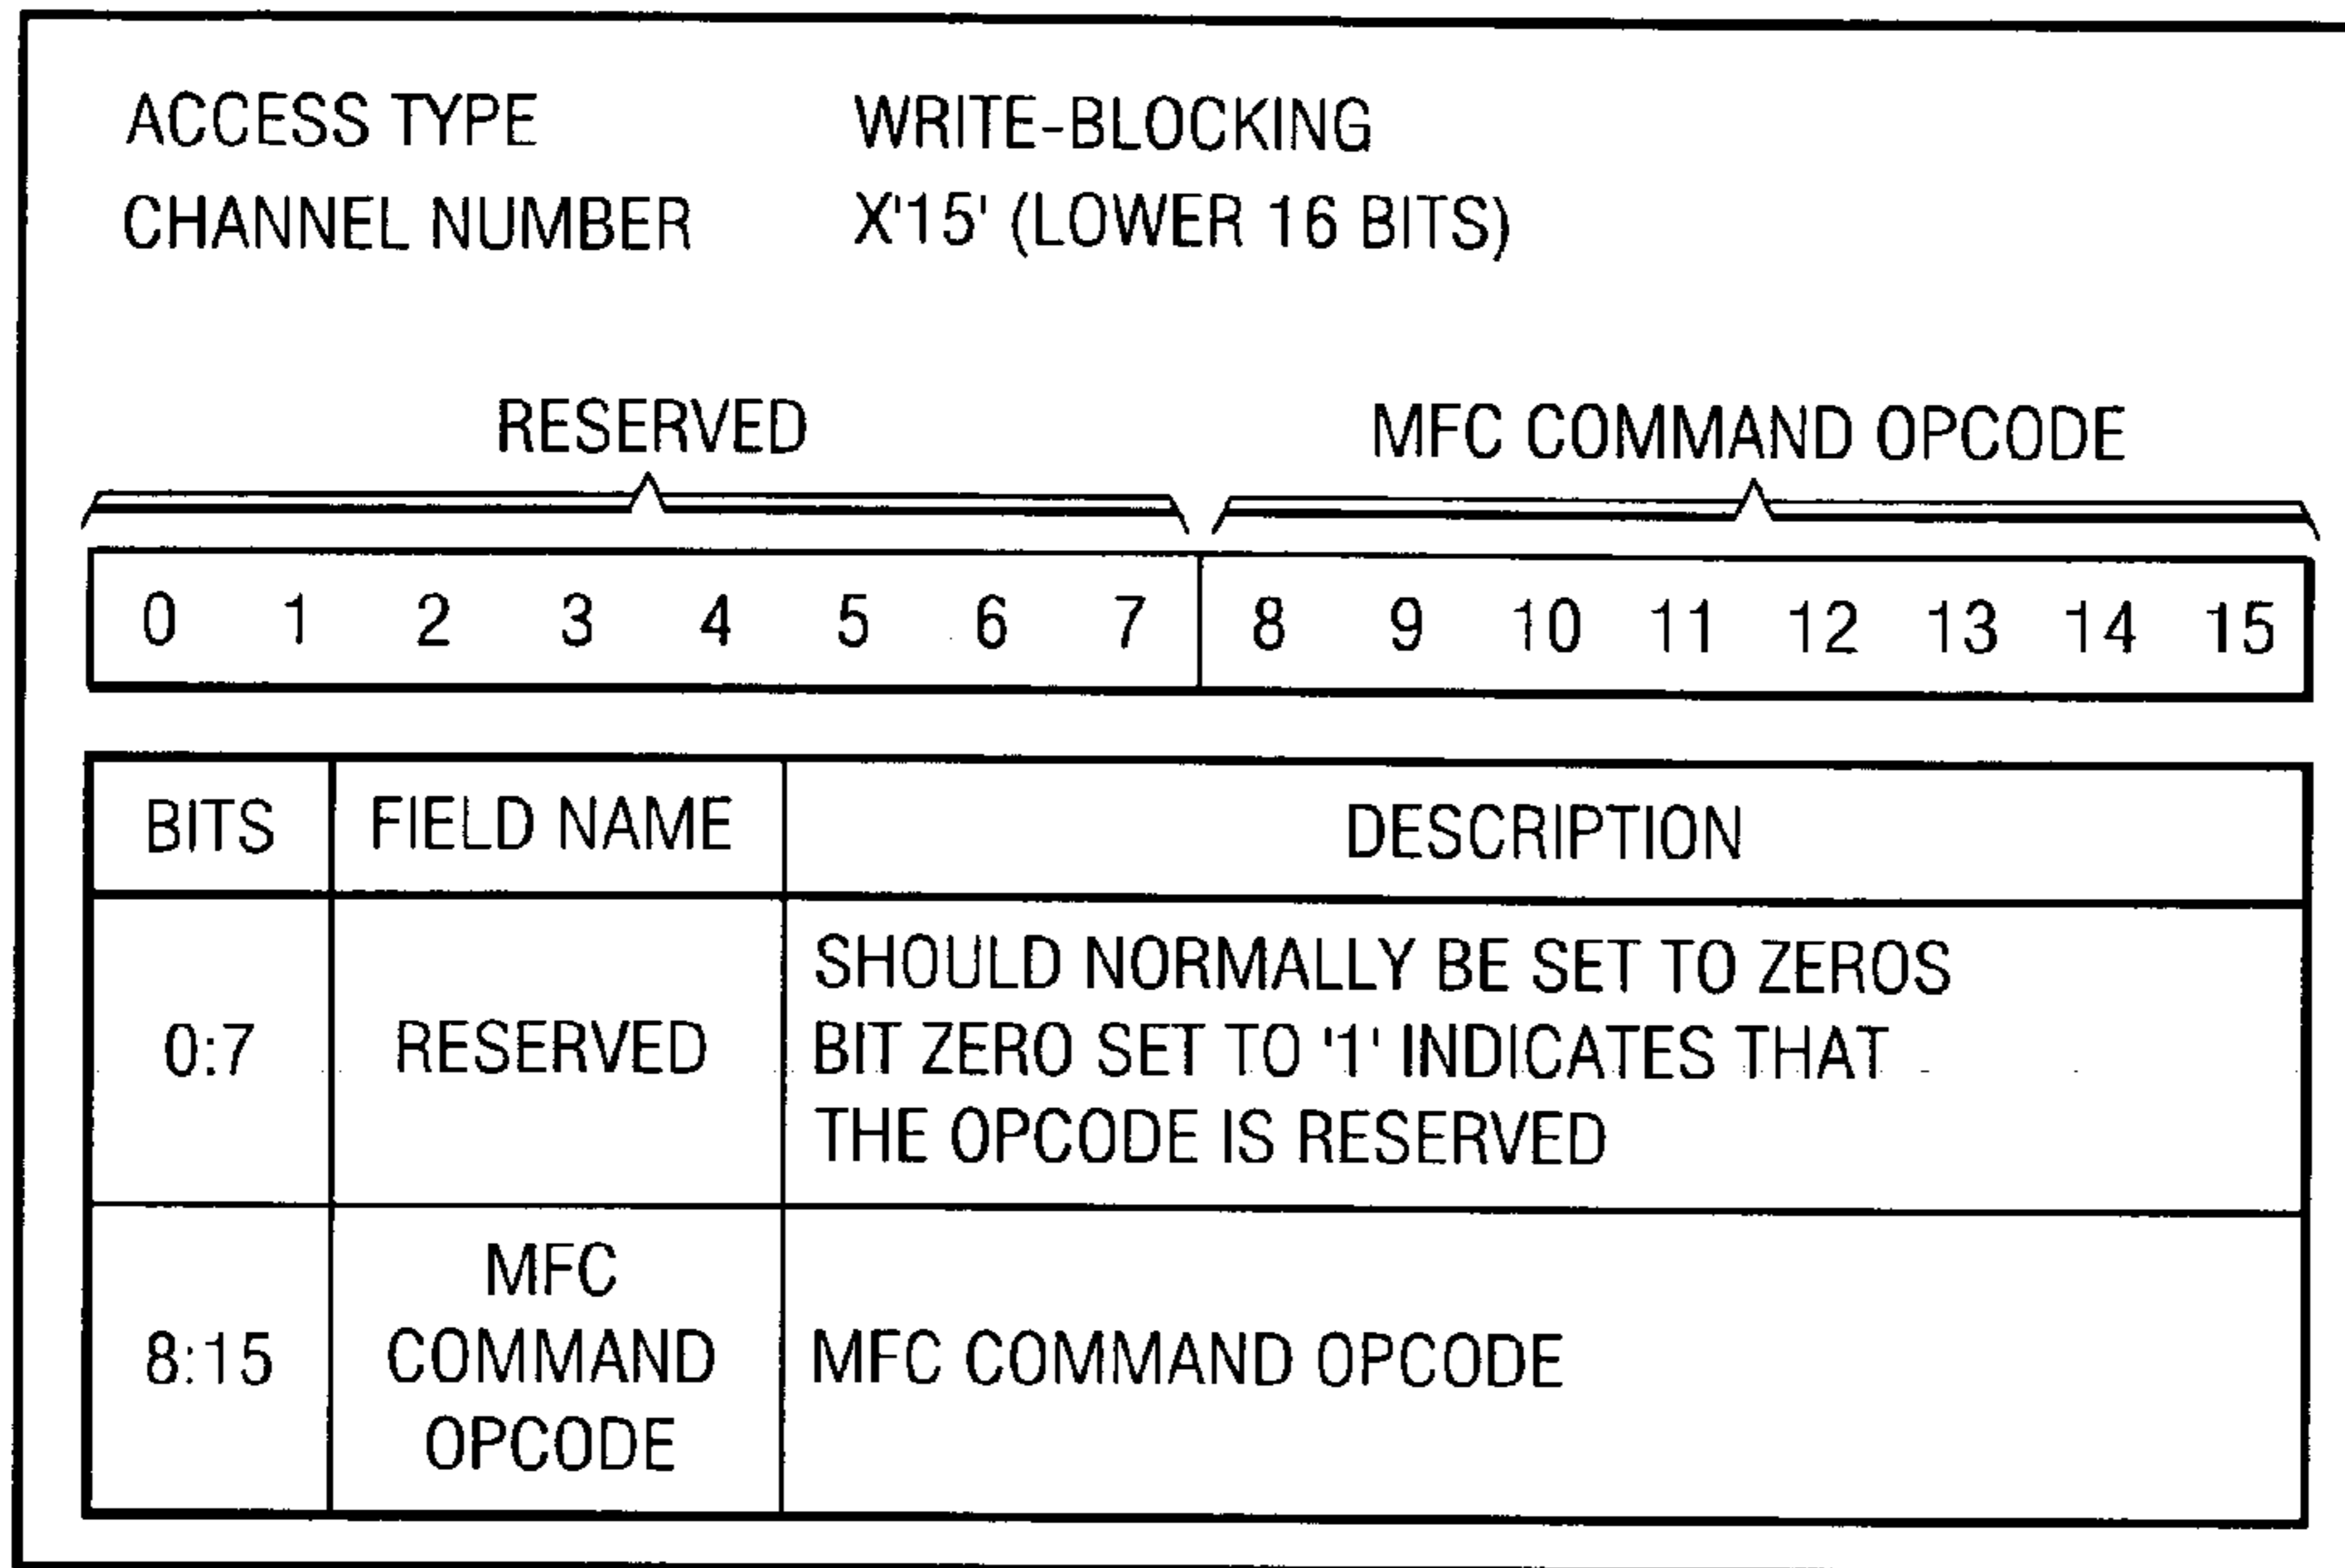 ACCESS TYPE WRITE-BLOCKING
CHANNEL NUMBER X'15' (LOWER 16 BITS)
RESERVED MFC COMMAND OPCODE
0 1 2 3 4 5 6 7 8 9 10 11 12 13 14 15
BITS FIELD NAME DESCRIPTION
0:7 RESERVED SHOULD NORMALLY BE SET TO ZEROS
BIT ZERO SET TO '1' INDICATES THAT
THE OPCODE IS RESERVED
8:15 MFC
COMMAND
OPCODE
MFC COMMAND OPCODE